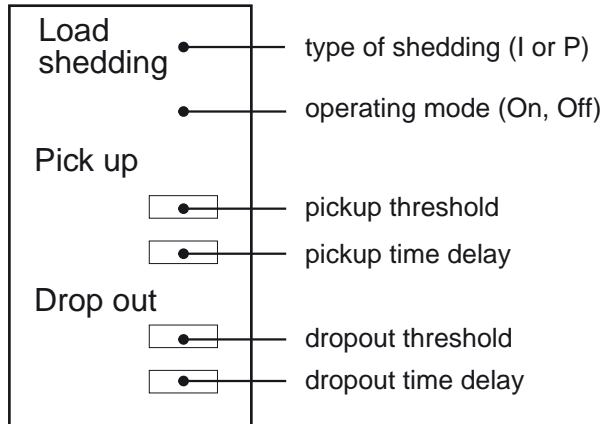 Load
shedding
type of shedding (I or P)
operating mode (On, Off)
Pick up
pickup threshold
pickup time delay
Drop out
dropout threshold
dropout time delay